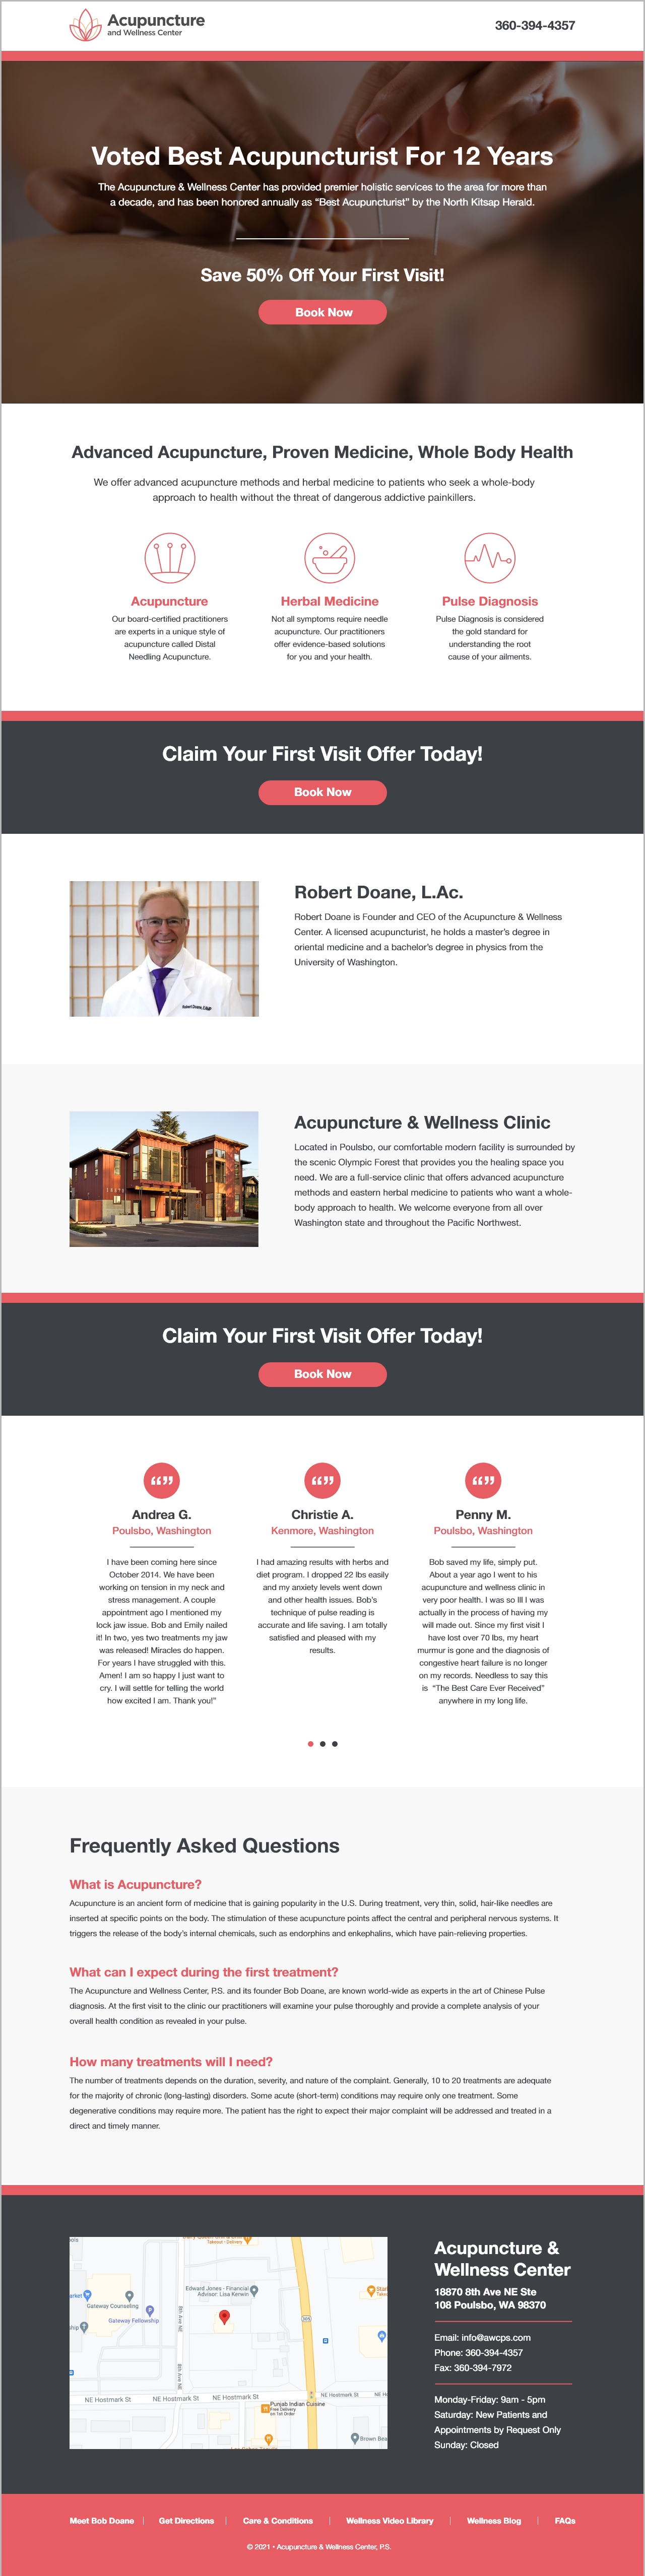 Acupuncture
and Wellness Center
360-394-4357
Voted Best Acupuncturist For 12 Years
The Acupuncture & Wellness Center has provided premier holistic services to the area for more than
a decade, and has been honored annually as “Best Acupuncturist” by the North Kitsap Herald.
Save 50% Off Your First Visit!
Book Now
Advanced Acupuncture, Proven Medicine, Whole Body Health
We offer advanced acupuncture methods and herbal medicine to patients who seek a whole-body
approach to health without the threat of dangerous addictive painkillers.
Acupuncture
Our board-certified practitioners
are experts in a unique style of
acupuncture called Distal
Needling Acupuncture.
Herbal Medicine
Not all symptoms require needle
acupuncture. Our practitioners
offer evidence-based solutions
for you and your health.
Pulse Diagnosis
Pulse Diagnosis is considered
the gold standard for
understanding the root
cause of your ailments.
Claim Your First Visit Offer Today!
Book Now
Robert Doane, L.Ac.
Robert Doane is Founder and CEO of the Acupuncture & Wellness
Center. A licensed acupuncturist, he holds a master’s degree in
oriental medicine and a bachelor’s degree in physics from the
University of Washington.
Acupuncture & Wellness Clinic
Located in Poulsbo, our comfortable modern facility is surrounded by
the scenic Olympic Forest that provides you the healing space you
need. We are a full-service clinic that offers advanced acupuncture
methods and eastern herbal medicine to patients who want a whole-
body approach to health. We welcome everyone from all over
Washington state and throughout the Pacific Northwest.
Claim Your First Visit Offer Today!
Book Now
Andrea G.
Poulsbo, Washington
I have been coming here since
October 2014. We have been
working on tension in my neck and
stress management. A couple
appointment ago I mentioned my
lock jaw issue. Bob and Emily nailed
it! In two, yes two treatments my jaw
was released! Miracles do happen.
For years I have struggled with this.
Amen! I am so happy I just want to
cry. I will settle for telling the world
how excited I am. Thank you!”
Christie A.
Kenmore, Washington
I had amazing results with herbs and
diet program. I dropped 22 lbs easily
and my anxiety levels went down
and other health issues. Bob’s
technique of pulse reading is
accurate and life saving. I am totally
satisfied and pleased with my
results.
Penny M.
Poulsbo, Washington
Bob saved my life, simply put.
About a year ago I went to his
acupuncture and wellness clinic in
very poor health. I was so Ill I was
actually in the process of having my
will made out. Since my first visit I
have lost over 70 lbs, my heart
murmur is gone and the diagnosis of
congestive heart failure is no longer
on my records. Needless to say this
is “The Best Care Ever Received”
anywhere in my long life.
Frequently Asked Questions
What is Acupuncture?
Acupuncture is an ancient form of medicine that is gaining popularity in the U.S. During treatment, very thin, solid, hair-like needles are
inserted at specific points on the body. The stimulation of these acupuncture points affect the central and peripheral nervous systems. It
triggers the release of the body’s internal chemicals, such as endorphins and enkephalins, which have pain-relieving properties.
What can I expect during the first treatment?
The Acupuncture and Wellness Center, P.S. and its founder Bob Doane, are known world-wide as experts in the art of Chinese Pulse
diagnosis. At the first visit to the clinic our practitioners will examine your pulse thoroughly and provide a complete analysis of your
overall health condition as revealed in your pulse.
How many treatments will I need?
The number of treatments depends on the duration, severity, and nature of the complaint. Generally, 10 to 20 treatments are adequate
for the majority of chronic (long-lasting) disorders. Some acute (short-term) conditions may require only one treatment. Some
degenerative conditions may require more. The patient has the right to expect their major complaint will be addressed and treated in a
direct and timely manner.
Takeout • Delivery
Edward Jones - Financial
Advisor: Lisa Kerwin
Gateway Counseling
Gateway Fellowship
8th Ave NE
8th Ave NE
305
NE Hostmark St
NE Hostmark St
NE Hostmark St
NE Hostmark St
Punjab Indian Cuisine
Free Delivery
on 1st Order
Brown Bea
Acupuncture &
Wellness Center
18870 8th Ave NE Ste
108 Poulsbo, WA 98370
Email: info@awcps.com
Phone: 360-394-4357
Fax: 360-394-7972
Monday-Friday: 9am - 5pm
Saturday: New Patients and
Appointments by Request Only
Sunday: Closed
Meet Bob Doane
Get Directions
Care & Conditions
Wellness Video Library
Wellness Blog
FAQs
© 2021 • Acupuncture & Wellness Center, P.S.